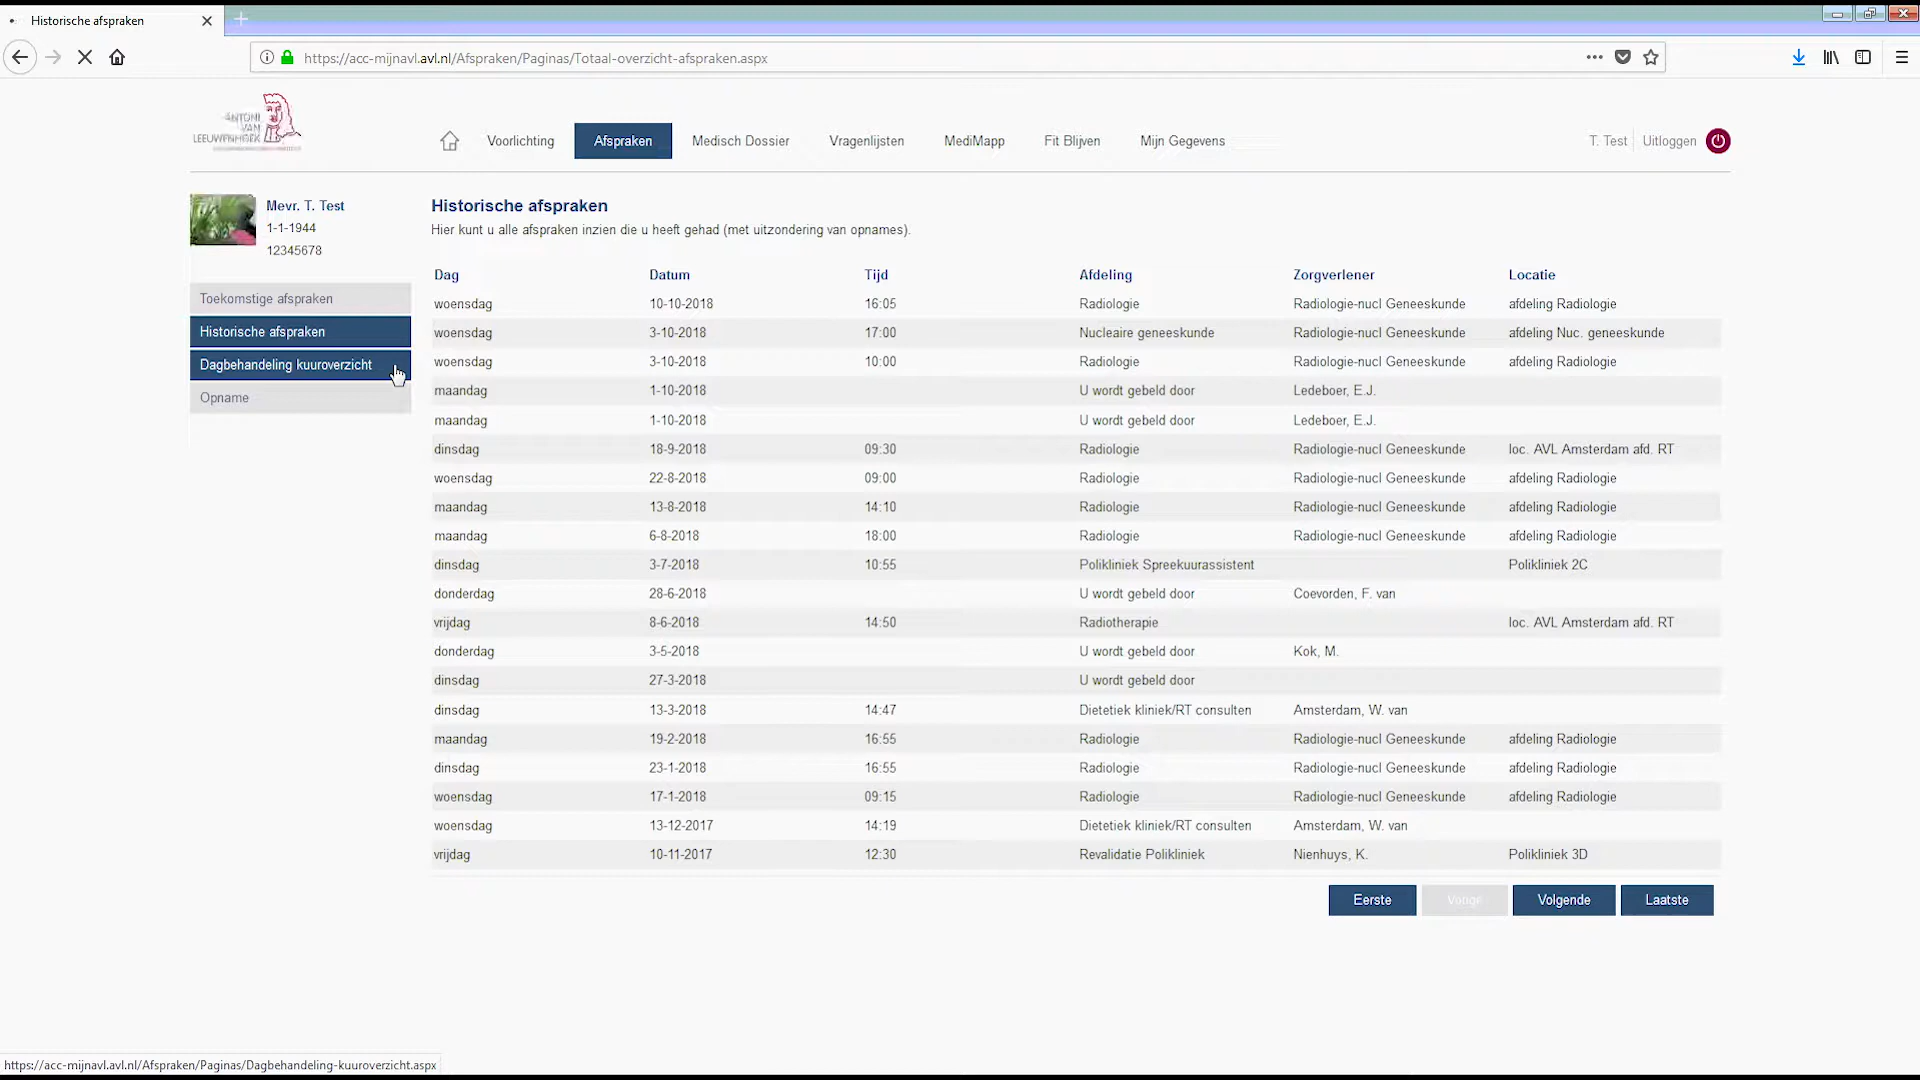 Historische afspraken
https://acc-mijnavl.avl.nl/Afspraken/Paginas/Totaal-overzicht-afspraken.aspx
ANTONI
VAN
LEEUWENHOEK
Voorlichting Afspraken Medisch Dossier Vragenlijsten MediMapp Fit Blijven Mijn Gegevens T. Test Uitloggen
Mevr. T. Test
1-1-1944
12345678
Toekomstige afspraken
Historische afspraken
Dagbehandeling kuuroverzicht
Opname
Historische afspraken
Hier kunt u alle afspraken inzien die u heeft gehad (met uitzondering van opnames).
Dag Datum Tijd Afdeling Zorgverlener Locatie
woensdag 10-10-2018 16:05 Radiologie Radiologie-nucl Geneeskunde afdeling Radiologie
woensdag 3-10-2018 17:00 Nucleaire geneeskunde Radiologie-nucl Geneeskunde afdeling Nuc. geneeskunde
woensdag 3-10-2018 10:00 Radiologie Radiologie-nucl Geneeskunde afdeling Radiologie
maandag 1-10-2018 U wordt gebeld door Ledeboer, E.J.
maandag 1-10-2018 U wordt gebeld door Ledeboer, E.J.
dinsdag 18-9-2018 09:30 Radiologie Radiologie-nucl Geneeskunde loc. AVL Amsterdam afd. RT
woensdag 22-8-2018 09:00 Radiologie Radiologie-nucl Geneeskunde afdeling Radiologie
maandag 13-8-2018 14:10 Radiologie Radiologie-nucl Geneeskunde afdeling Radiologie
maandag 6-8-2018 18:00 Radiologie Radiologie-nucl Geneeskunde afdeling Radiologie
dinsdag 3-7-2018 10:55 Polikliniek Spreekuurassistent Polikliniek 2C
donderdag 28-6-2018 U wordt gebeld door Coevorden, F. van
vrijdag 8-6-2018 14:50 Radiotherapie loc. AVL Amsterdam afd. RT
donderdag 3-5-2018 U wordt gebeld door Kok, M.
dinsdag 27-3-2018 U wordt gebeld door
dinsdag 13-3-2018 14:47 Dietetiek kliniek/RT consulten Amsterdam, W. van
maandag 19-2-2018 16:55 Radiologie Radiologie-nucl Geneeskunde afdeling Radiologie
dinsdag 23-1-2018 16:55 Radiologie Radiologie-nucl Geneeskunde afdeling Radiologie
woensdag 17-1-2018 09:15 Radiologie Radiologie-nucl Geneeskunde afdeling Radiologie
woensdag 13-12-2017 14:19 Dietetiek kliniek/RT consulten Amsterdam, W. van
vrijdag 10-11-2017 12:30 Revalidatie Polikliniek Nienhuys, K. Polikliniek 3D
Eerste Vorige Volgende Laatste
https://acc-mijnavl.avl.nl/Afspraken/Paginas/Dagbehandeling-kuuroverzicht.aspx